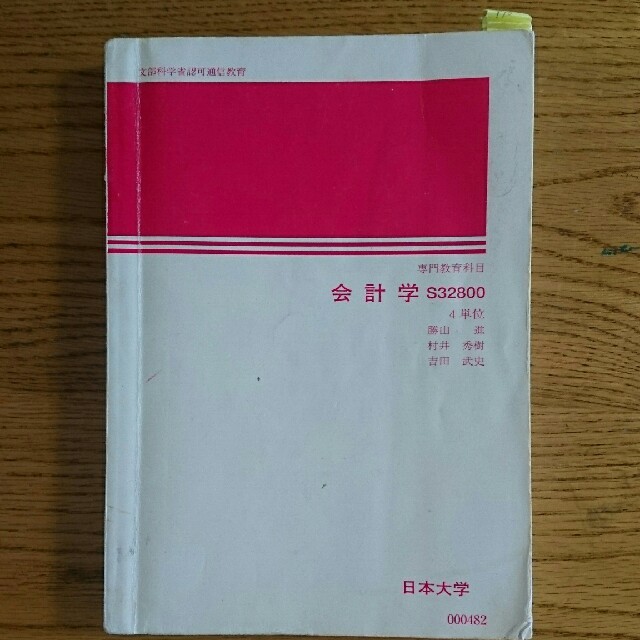 文部科学省認可通信教育
専門教育科目
会計学 S32800
4 単位
勝山 進
村井 秀樹
吉田 武史
日本大学
000482